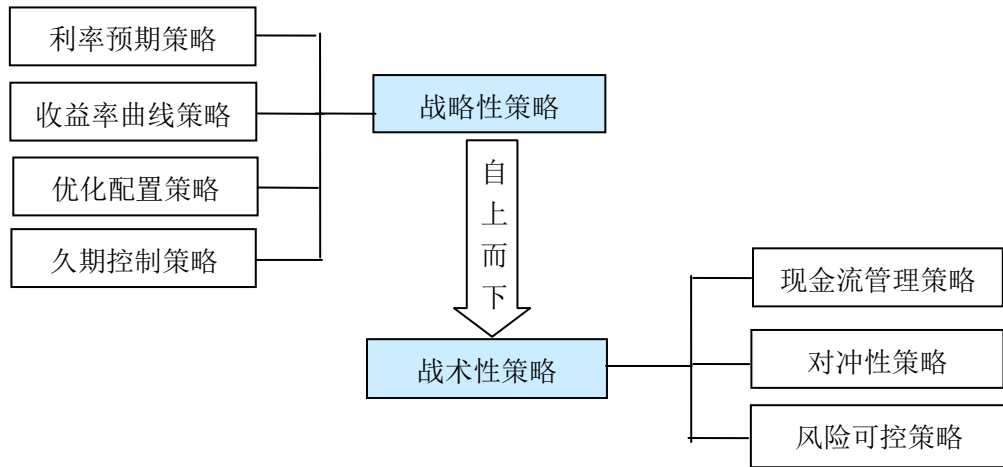 利率预期策略
收益率曲线策略
优化配置策略
久期控制策略
战略性策略
自
上
而
下
战术性策略
现金流管理策略
对冲性策略
风险可控策略